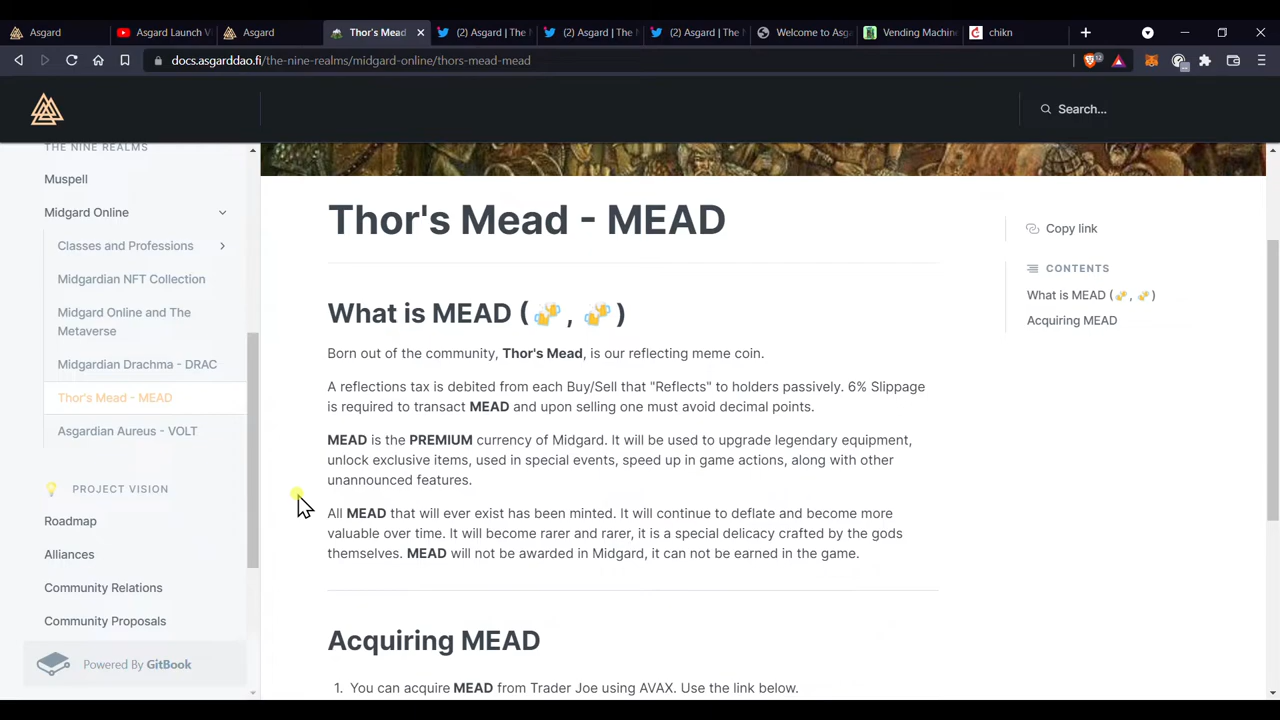 Asgard
Asgard Launch V
Asgard
Thor's Mead
(2) Asgard | The N
(2) Asgard | The N
(2) Asgard | The N
Welcome to Asga
Vending Machin
chikn
docs.asgarddao.fi/the-nine-realms/midgard-online/thors-mead-mead
12
Search...
THE NINE REALMS
Muspell
Midgard Online
Classes and Professions
Midgardian NFT Collection
Midgard Online and The
Metaverse
Midgardian Drachma - DRAC
Thor's Mead - MEAD
Asgardian Aureus - VOLT
PROJECT VISION
Roadmap
Alliances
Community Relations
Community Proposals
Powered By GitBook
Thor's Mead - MEAD
What is MEAD (🍻, 🍻)
Born out of the community, Thor's Mead, is our reflecting meme coin.
A reflections tax is debited from each Buy/Sell that "Reflects" to holders passively. 6% Slippage
is required to transact MEAD and upon selling one must avoid decimal points.
MEAD is the PREMIUM currency of Midgard. It will be used to upgrade legendary equipment,
unlock exclusive items, used in special events, speed up in game actions, along with other
unannounced features.
All MEAD that will ever exist has been minted. It will continue to deflate and become more
valuable over time. It will become rarer and rarer, it is a special delicacy crafted by the gods
themselves. MEAD will not be awarded in Midgard, it can not be earned in the game.
Acquiring MEAD
1. You can acquire MEAD from Trader Joe using AVAX. Use the link below.
Copy link
CONTENTS
What is MEAD (🍻, 🍻)
Acquiring MEAD